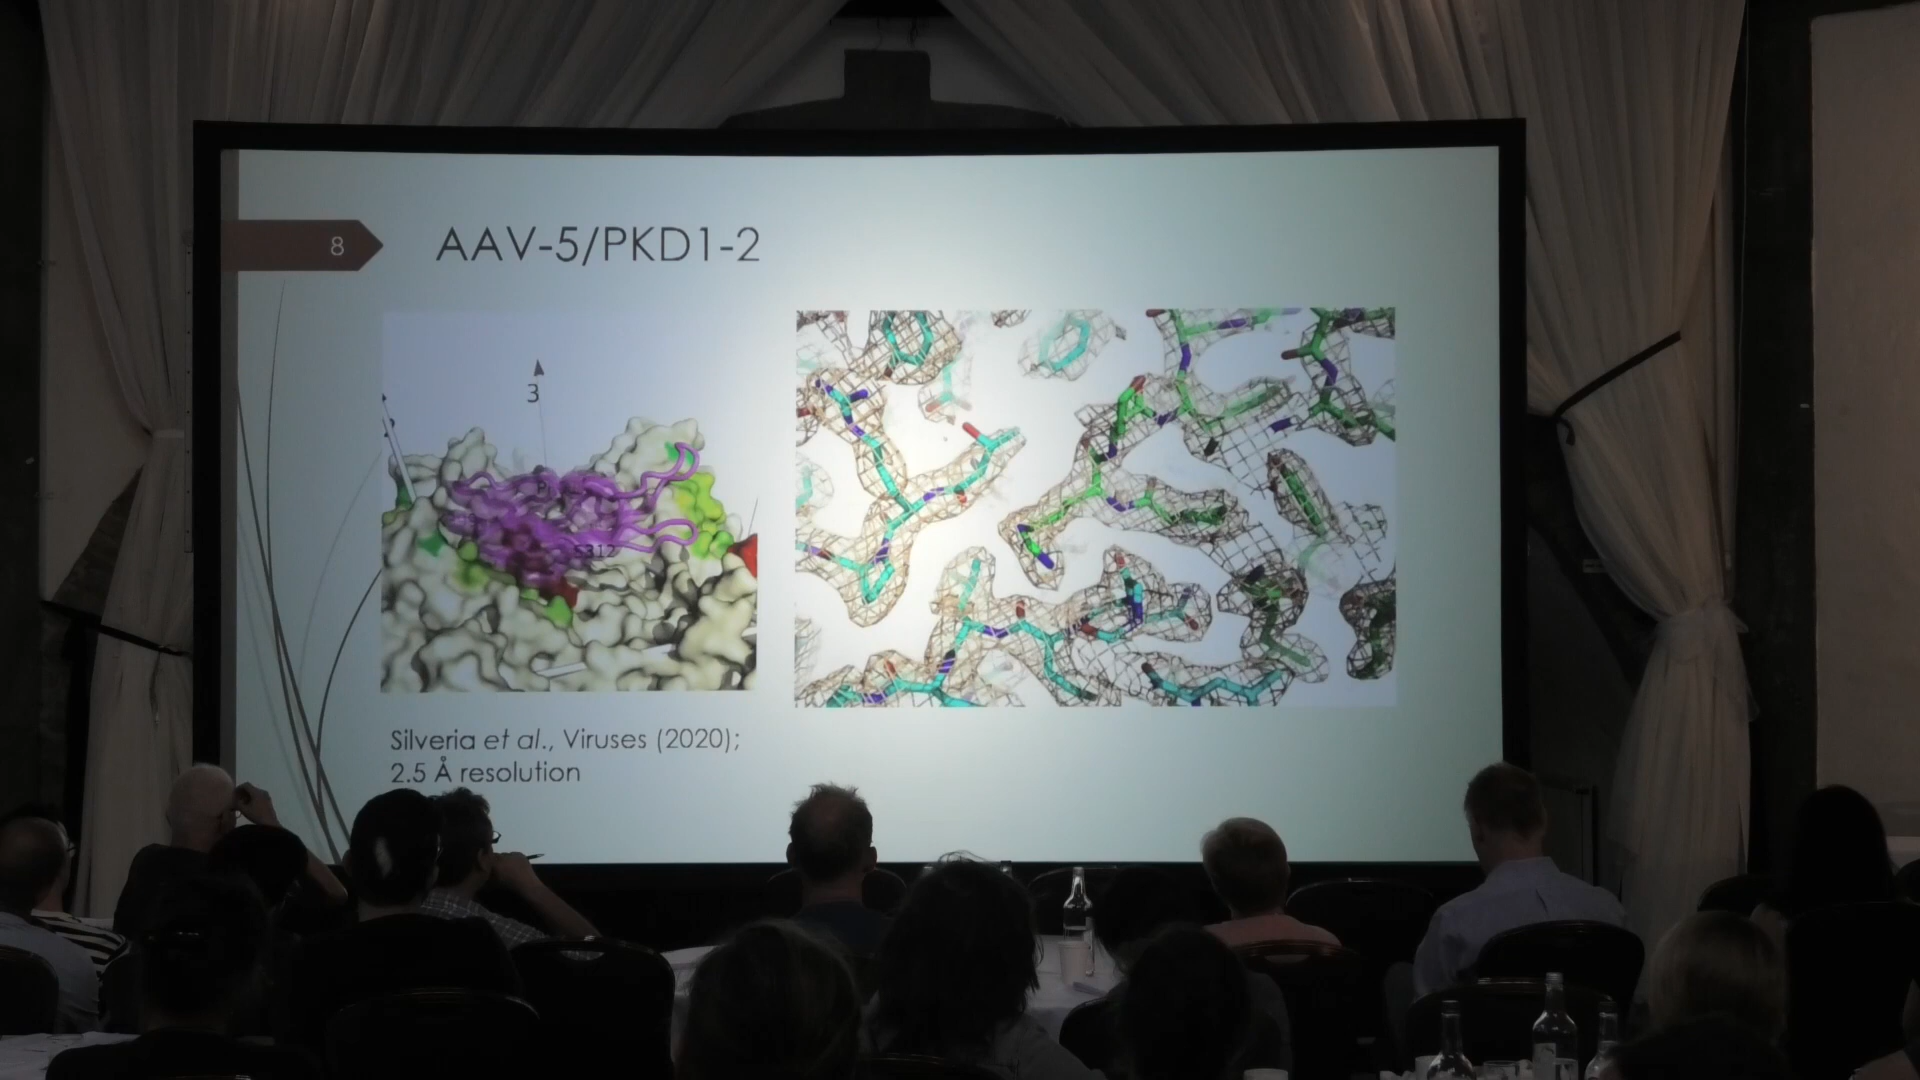 8
AAV-5/PKD1-2
3
S312
Silveria et al., Viruses (2020);
2.5 Å resolution